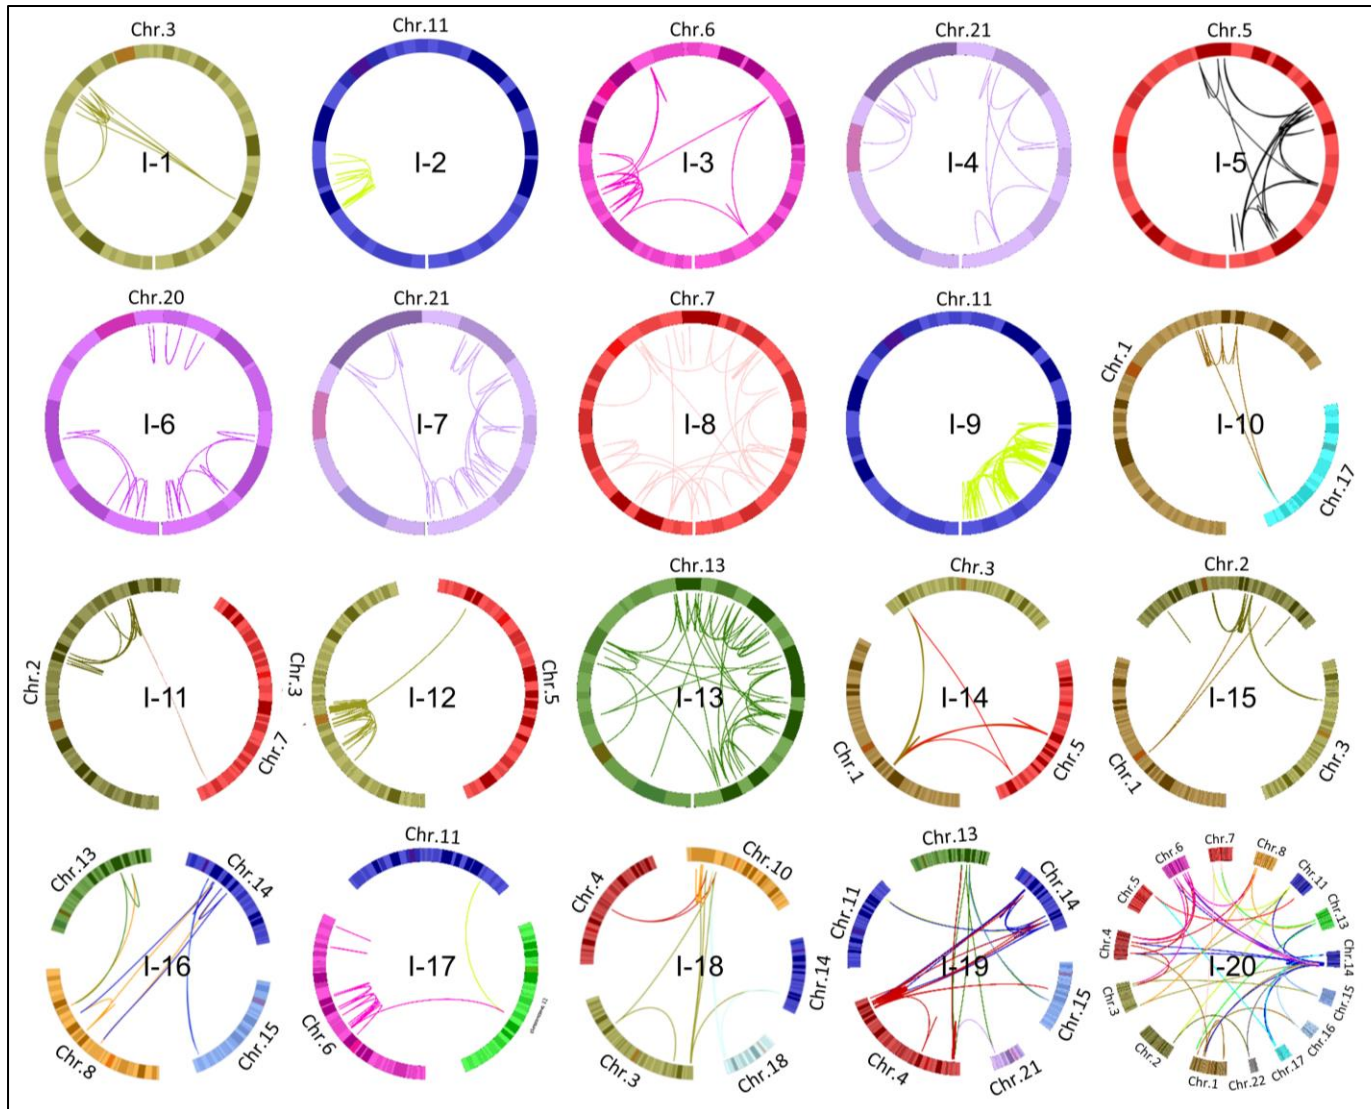 Chr.3
Chr.11
Chr.6
Chr.21
Chr.5
I-1
I-2
I-3
I-4
I-5
Chr.20
Chr.21
Chr.7
Chr.11
Chr.1
I-6
I-7
I-8
I-9
I-10
Chr.17
Chr.13
Chr.3
Chr.2
Chr.2
I-11
Chr.7
Chr.3
I-12
Chr.5
I-13
Chr.1
I-14
Chr.5
Chr.1
I-15
Chr.3
Chr.13
Chr.14
I-16
Chr.8
Chr.15
Chr.11
I-17
Chr.6
Chr.4
Chr.10
I-18
Chr.14
Chr.3
Chr.18
Chr.13
Chr.11
Chr.14
I-19
Chr.15
Chr.4
Chr.21
Chr.6
Chr.7
Chr.8
Chr.11
Chr.5
Chr.13
Chr.4
I-20
Chr.14
Chr.3
Chr.15
Chr.16
Chr.2
Chr.17
Chr.1
Chr.22